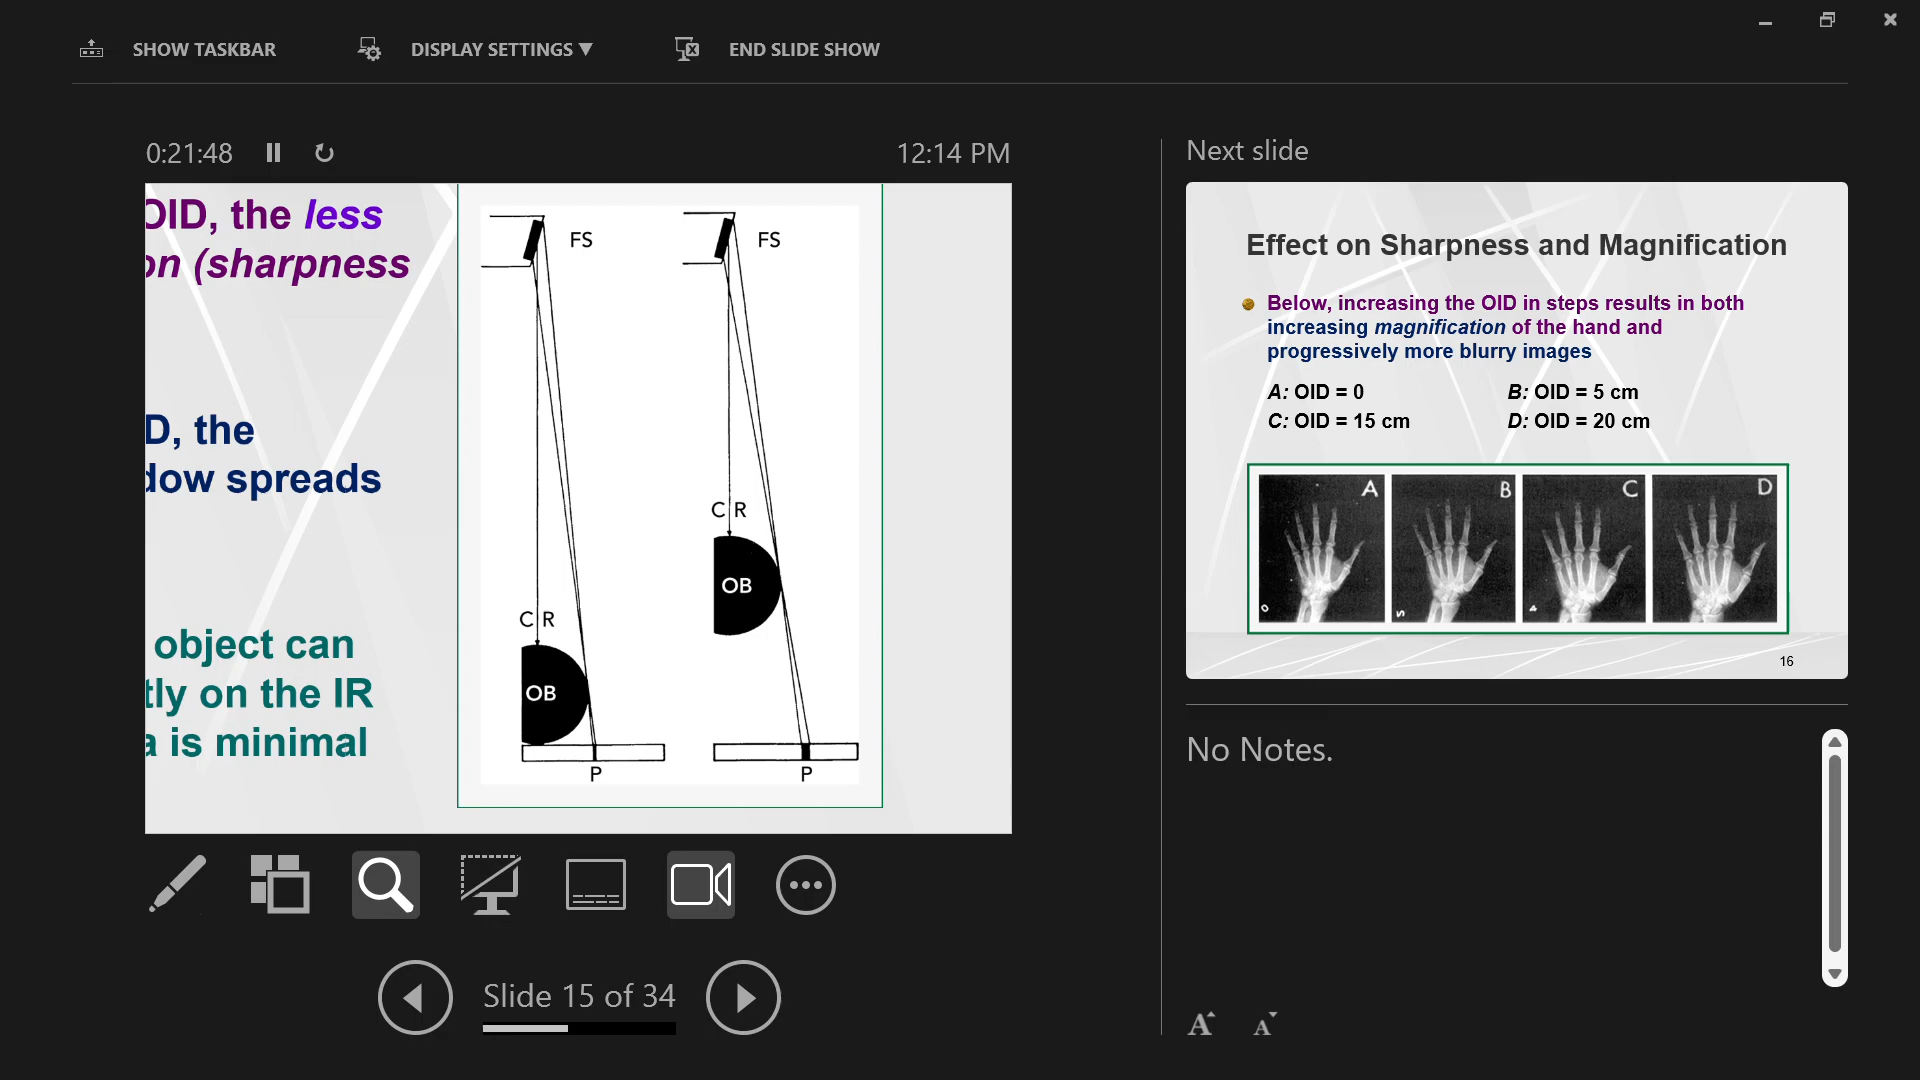 SHOW TASKBAR
DISPLAY SETTINGS ▼
END SLIDE SHOW
0:21:48
12:14 PM
OID, the less
on (sharpness
D, the
dow spreads
object can
tly on the IR
a is minimal
FS
FS
C R
OB
P
C R
OB
P
Next slide
Effect on Sharpness and Magnification
Below, increasing the OID in steps results in both
increasing magnification of the hand and
progressively more blurry images
A: OID = 0
B: OID = 5 cm
C: OID = 15 cm
D: OID = 20 cm
A
B
C
D
0
5
16
No Notes.
Slide 15 of 34
A
A